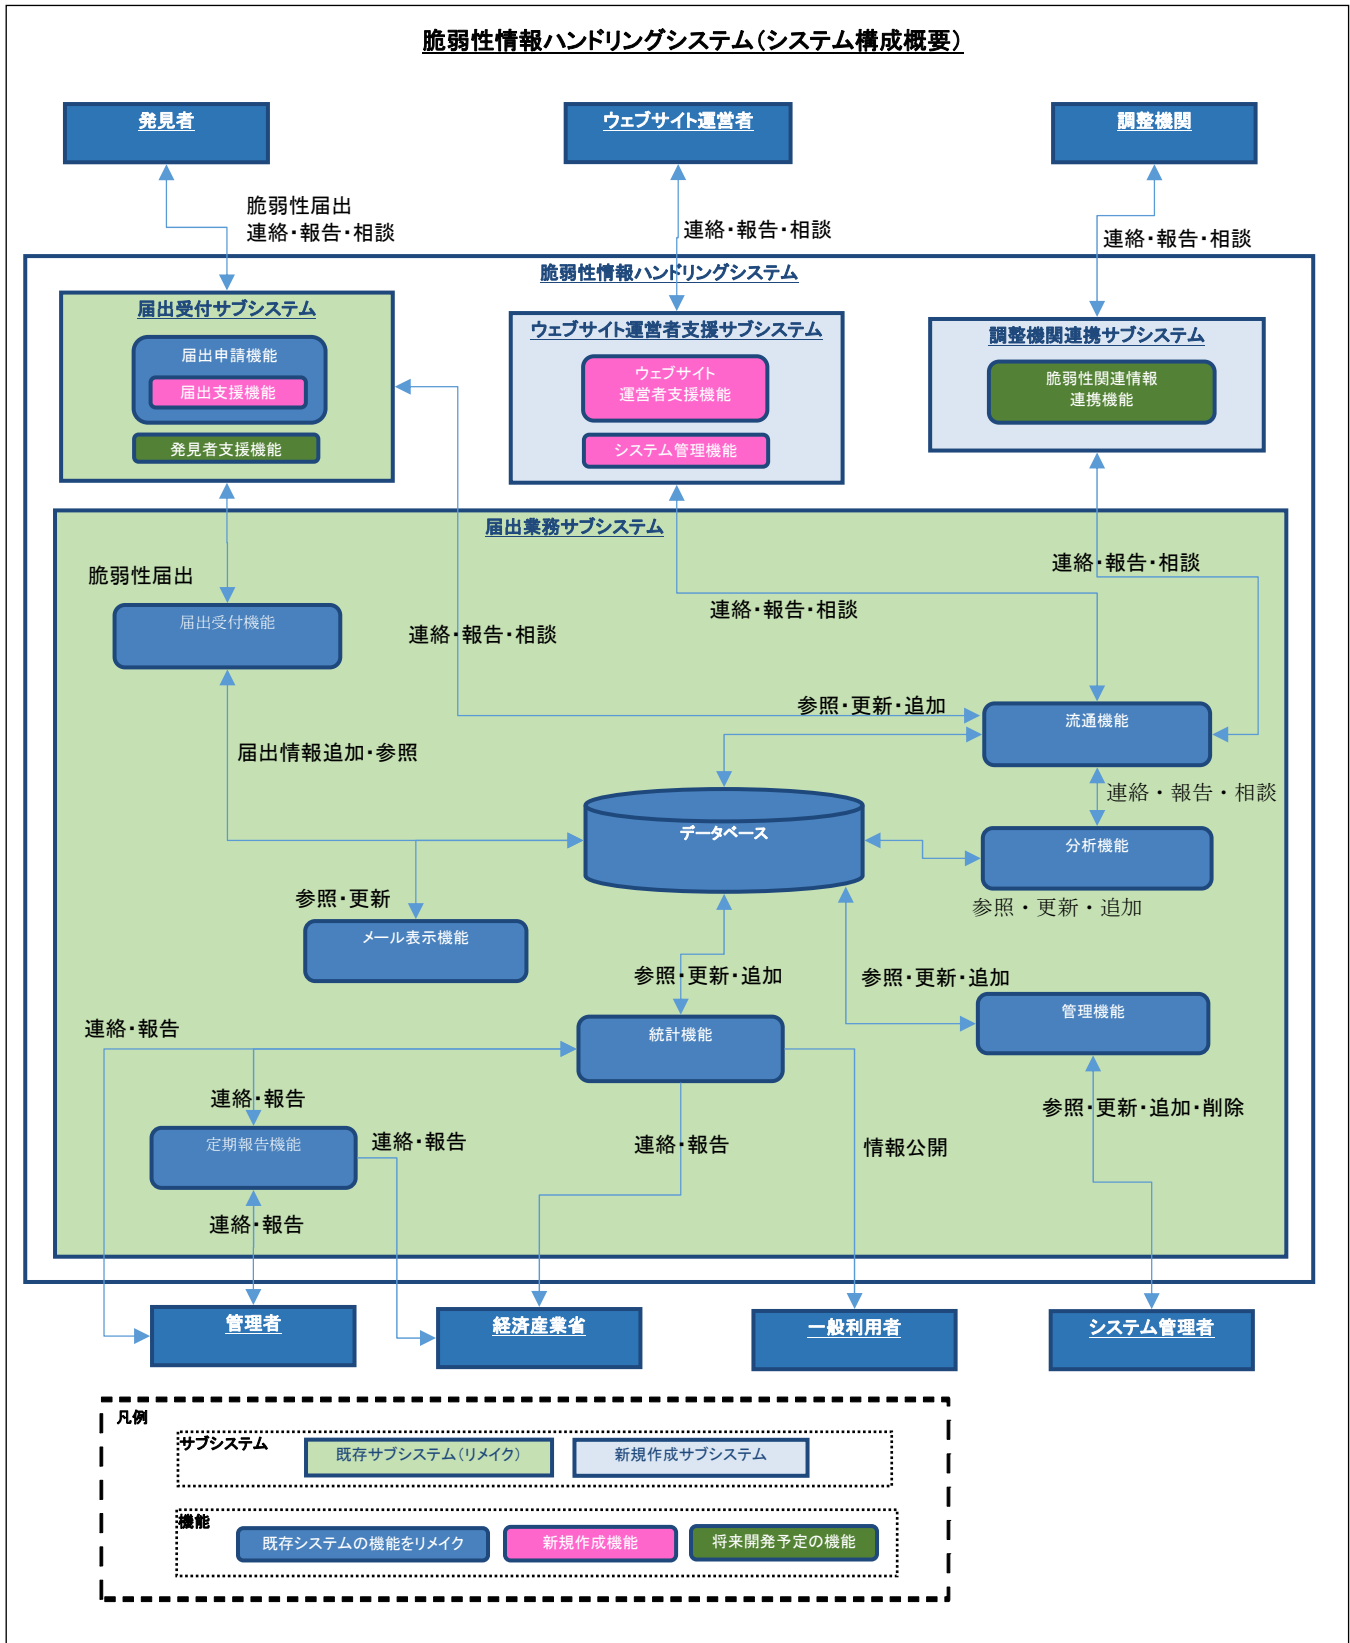 脆弱性情報ハンドリングシステム（システム構成概要）
発見者
ウェブサイト運営者
調整機関
脆弱性届出
連絡・報告・相談
連絡・報告・相談
連絡・報告・相談
脆弱性情報ハンドリングシステム
届出受付サブシステム
届出申請機能
届出支援機能
発見者支援機能
ウェブサイト運営者支援サブシステム
ウェブサイト
運営者支援機能
システム管理機能
調整機関連携サブシステム
脆弱性関連情報
連携機能
届出業務サブシステム
脆弱性届出
連絡・報告・相談
届出受付機能
連絡・報告・相談
連絡・報告・相談
参照・更新・追加
流通機能
届出情報追加・参照
連絡・報告・相談
データベース
分析機能
参照・更新
参照・更新・追加
メール表示機能
参照・更新・追加
参照・更新・追加
管理機能
連絡・報告
統計機能
連絡・報告
参照・更新・追加・削除
定期報告機能
連絡・報告
連絡・報告
情報公開
連絡・報告
管理者
経済産業省
一般利用者
システム管理者
凡例
サブシステム
既存サブシステム（リメイク）
新規作成サブシステム
機能
既存システムの機能をリメイク
新規作成機能
将来開発予定の機能